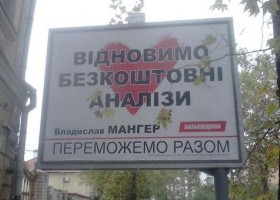 ВІДНОВИМО
БЕЗКОШТОВНІ
АНАЛІЗИ
Владислав МАНГЕР БАТЬКІВЩИНА
ПЕРЕМОЖЕМО РАЗОМ